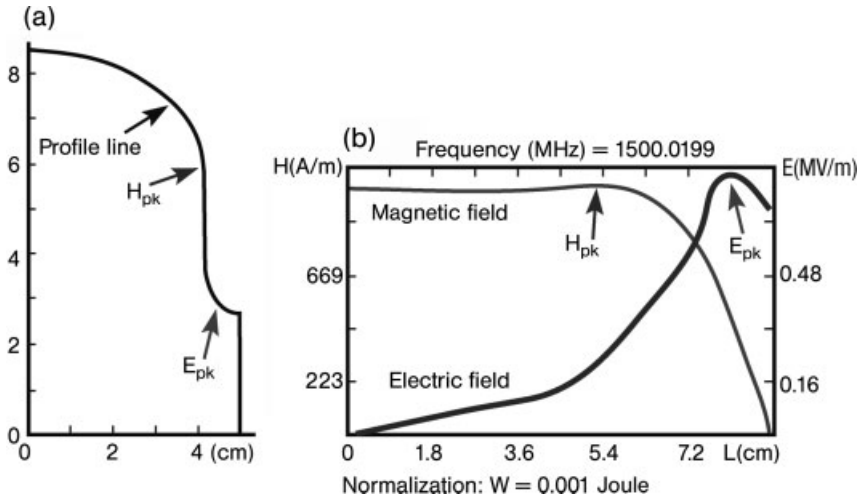 (a)
8
Profile line
6
H_pk
4
E_pk
2
0
0 2 4 (cm)
(b)
Frequency (MHz) = 1500.0199
H(A/m) E(MV/m)
Magnetic field
H_pk
E_pk
669 0.48
Electric field
223 0.16
0 1.8 3.6 5.4 7.2 L(cm)
Normalization: W = 0.001 Joule